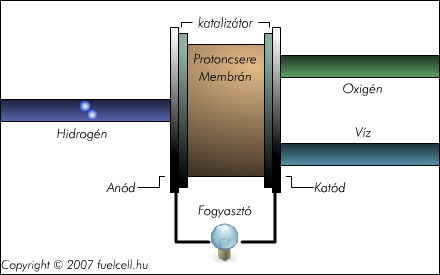 katalizátor
Protoncsere
Membrán
Oxigén
Hidrogén
Víz
Anód
Katód
Fogyasztó
Copyright © 2007 fuelcell.hu